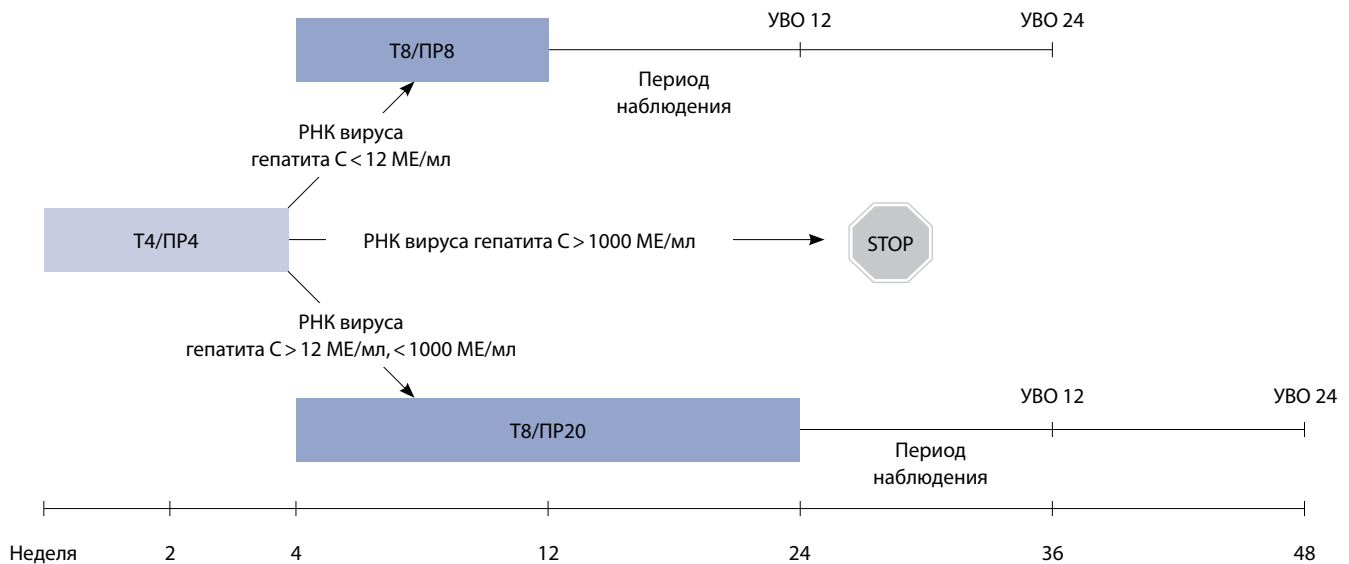 УВО 12
УВО 24
Т8/ПР8
Период
наблюдения
РНК вируса
гепатита С < 12 МЕ/мл
Т4/ПР4
РНК вируса гепатита С > 1000 МЕ/мл
STOP
РНК вируса
гепатита С > 12 МЕ/мл, < 1000 МЕ/мл
УВО 12
УВО 24
Т8/ПР20
Период
наблюдения
Неделя 2 4 12 24 36 48